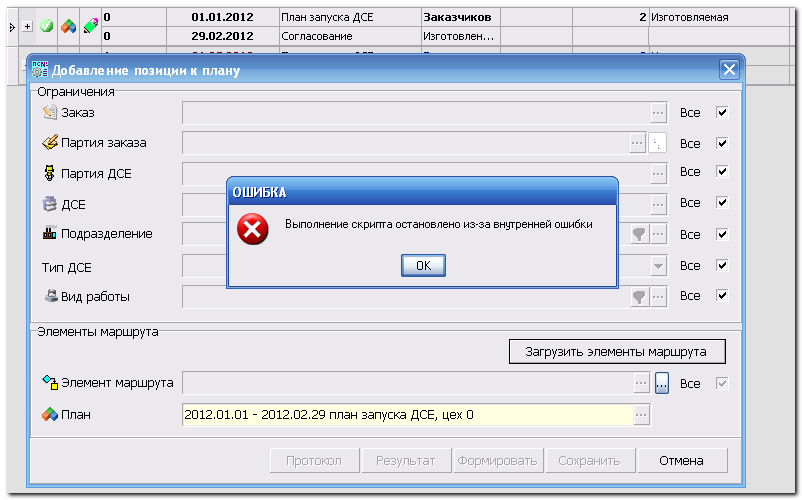 0 01.01.2012 План запуска ДСЕ Заказчиков 2 Изготовляемая
0 29.02.2012 Согласование Изготовлен...
Добавление позиции к плану
Ограничения
Заказ ... Все
Партия заказа ... Все
Партия ДСЕ ... Все
ОШИБКА
ДСЕ ... Все
Выполнение скрипта остановлено из-за внутренней ошибки
Подразделение ... Все
OK
Тип ДСЕ Все
Вид работы ... Все
Элементы маршрута
Загрузить элементы маршрута
Элемент маршрута ... ... Все
План 2012.01.01 - 2012.02.29 план запуска ДСЕ, цех 0 ...
Протокол Результат Формировать Сохранить Отмена